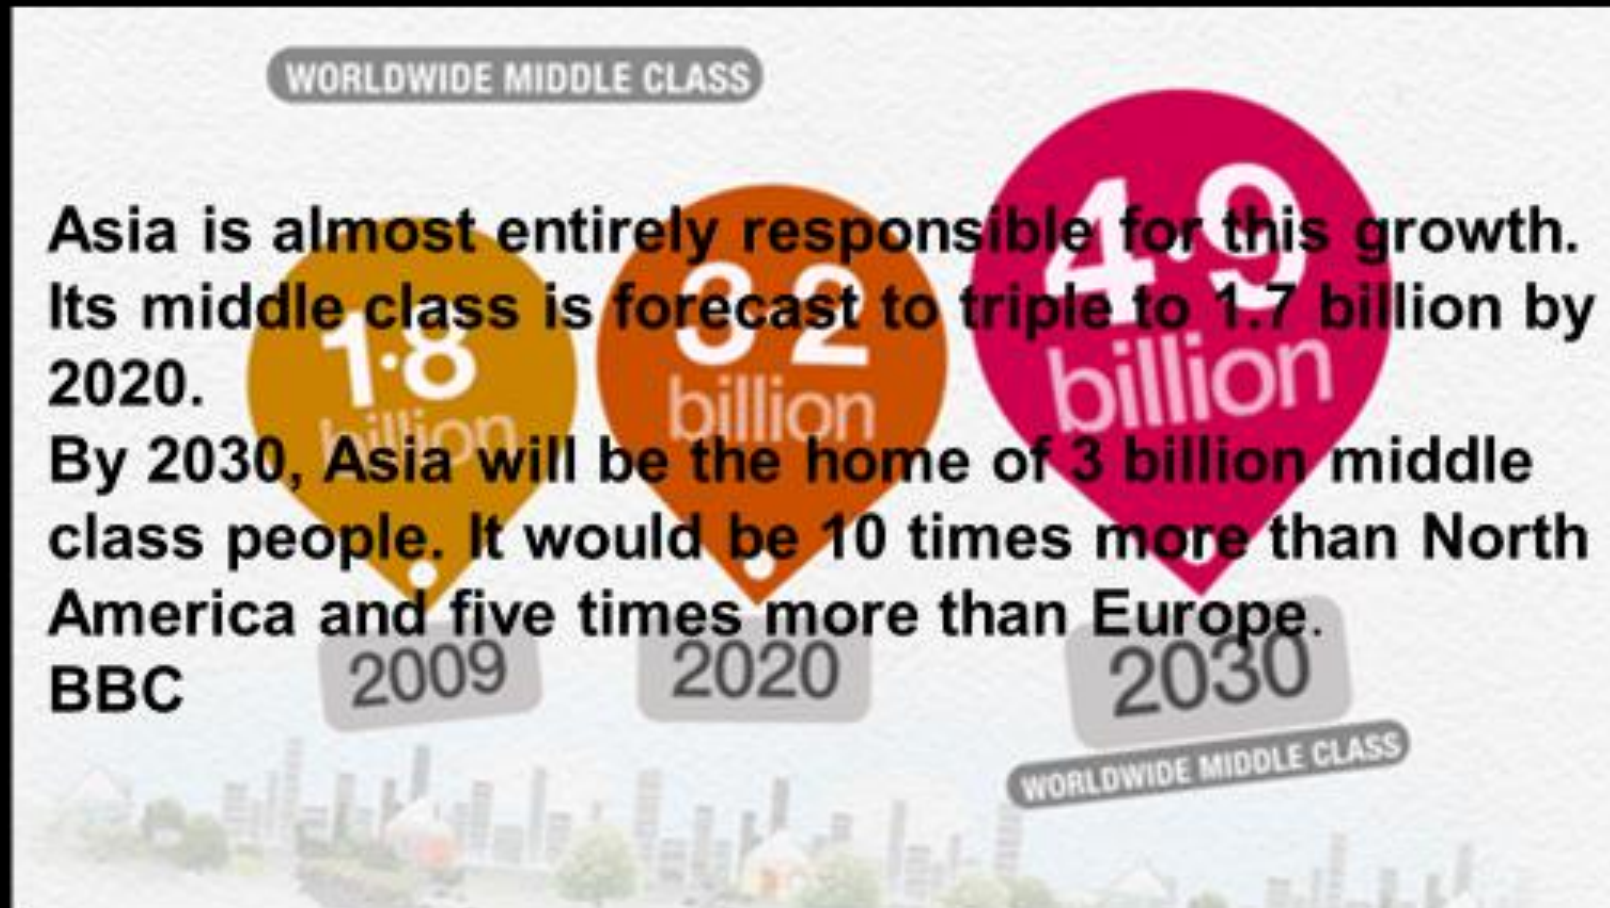 WORLDWIDE MIDDLE CLASS
Asia is almost entirely responsible for this growth.
Its middle class is forecast to triple to 1.7 billion by
2020.
By 2030, Asia will be the home of 3 billion middle
class people. It would be 10 times more than North
America and five times more than Europe.
BBC
1·8
billion
2009
3·2
billion
2020
4·9
billion
2030
WORLDWIDE MIDDLE CLASS